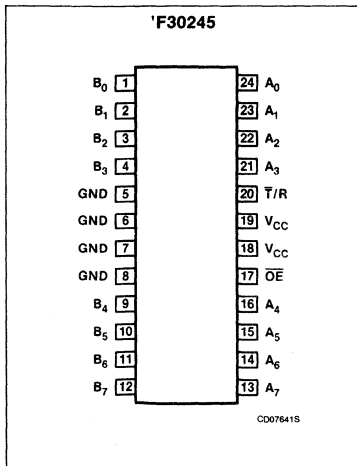 'F30245
B0 1 24 A0
B1 2 23 A1
B2 3 22 A2
B3 4 21 A3
GND 5 20 T̅/R
GND 6 19 VCC
GND 7 18 VCC
GND 8 17 O̅E̅
B4 9 16 A4
B5 10 15 A5
B6 11 14 A6
B7 12 13 A7
CD07641S